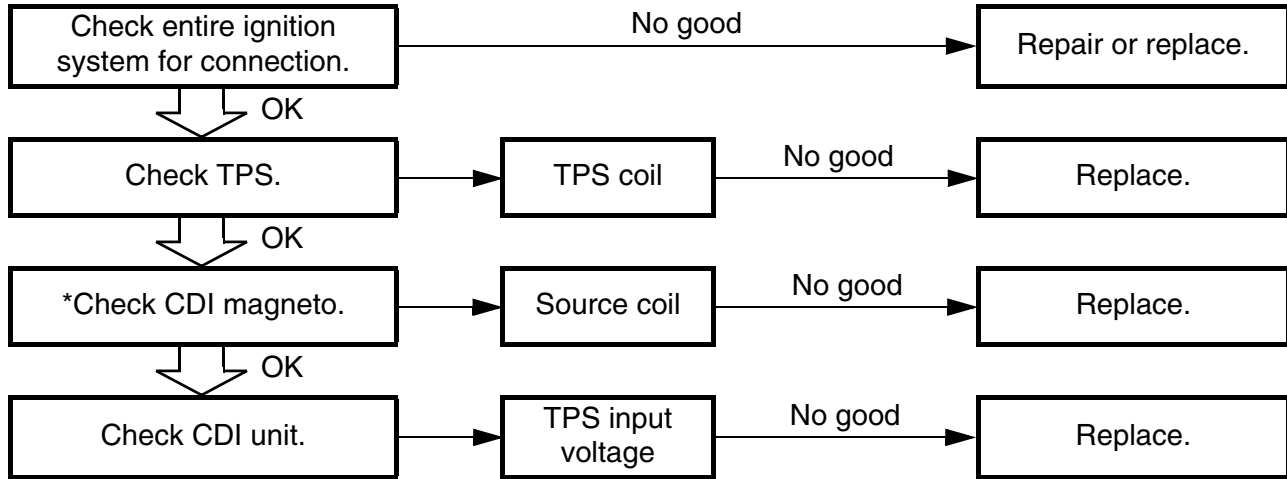 Check entire ignition
system for connection.
No good
Repair or replace.
OK
Check TPS.
TPS coil
No good
Replace.
OK
*Check CDI magneto.
Source coil
No good
Replace.
OK
Check CDI unit.
TPS input
voltage
No good
Replace.